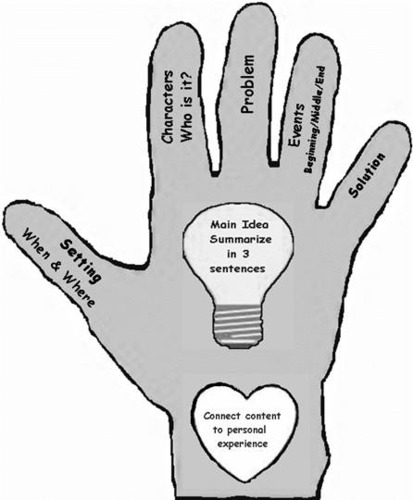 Setting
When & Where
Characters
Who is it?
Problem
Events
Beginning/Middle/End
Solution
Main Idea
Summarize
in 3
sentences
Connect content
to personal
experience